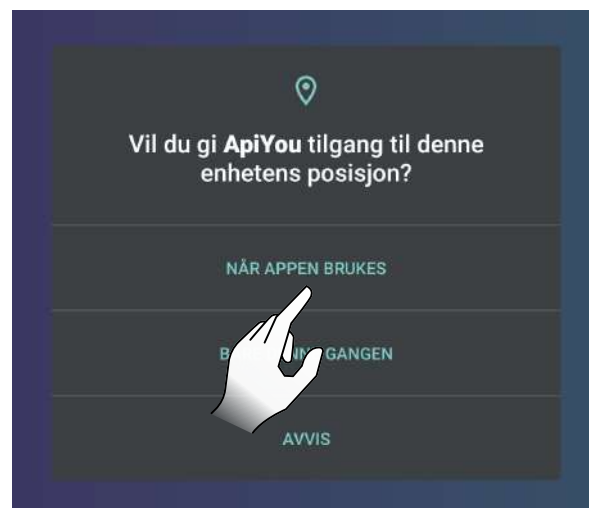 Vil du gi ApiYou tilgang til denne
enhetens posisjon?
NÅR APPEN BRUKES
GANGEN
AVVIS